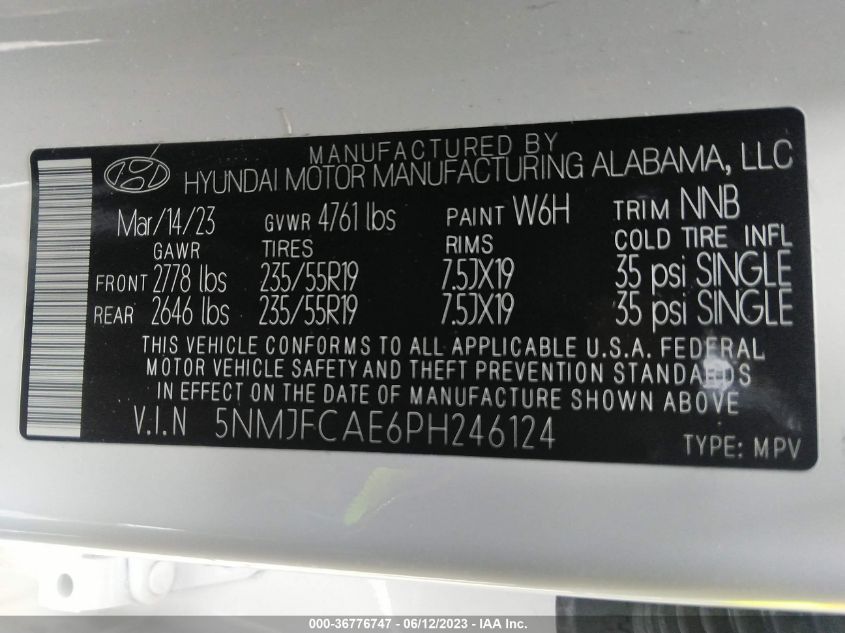 MANUFACTURED BY
HYUNDAI MOTOR MANUFACTURING ALABAMA, LLC
Mar/14/23 GVWR 4761 lbs PAINT W6H TRIM NNB
GAWR TIRES RIMS COLD TIRE INFL
FRONT 2778 lbs 235/55R19 7.5JX19 35 psi SINGLE
REAR 2646 lbs 235/55R19 7.5JX19 35 psi SINGLE
THIS VEHICLE CONFORMS TO ALL APPLICABLE U.S.A. FEDERAL
MOTOR VEHICLE SAFETY AND THEFT PREVENTION STANDARDS
IN EFFECT ON THE DATE OF MANUFACTURE SHOWN ABOVE
V.I.N 5NMJFCAE6PH246124 TYPE: MPV
000-36776747 - 06/12/2023 - IAA Inc.